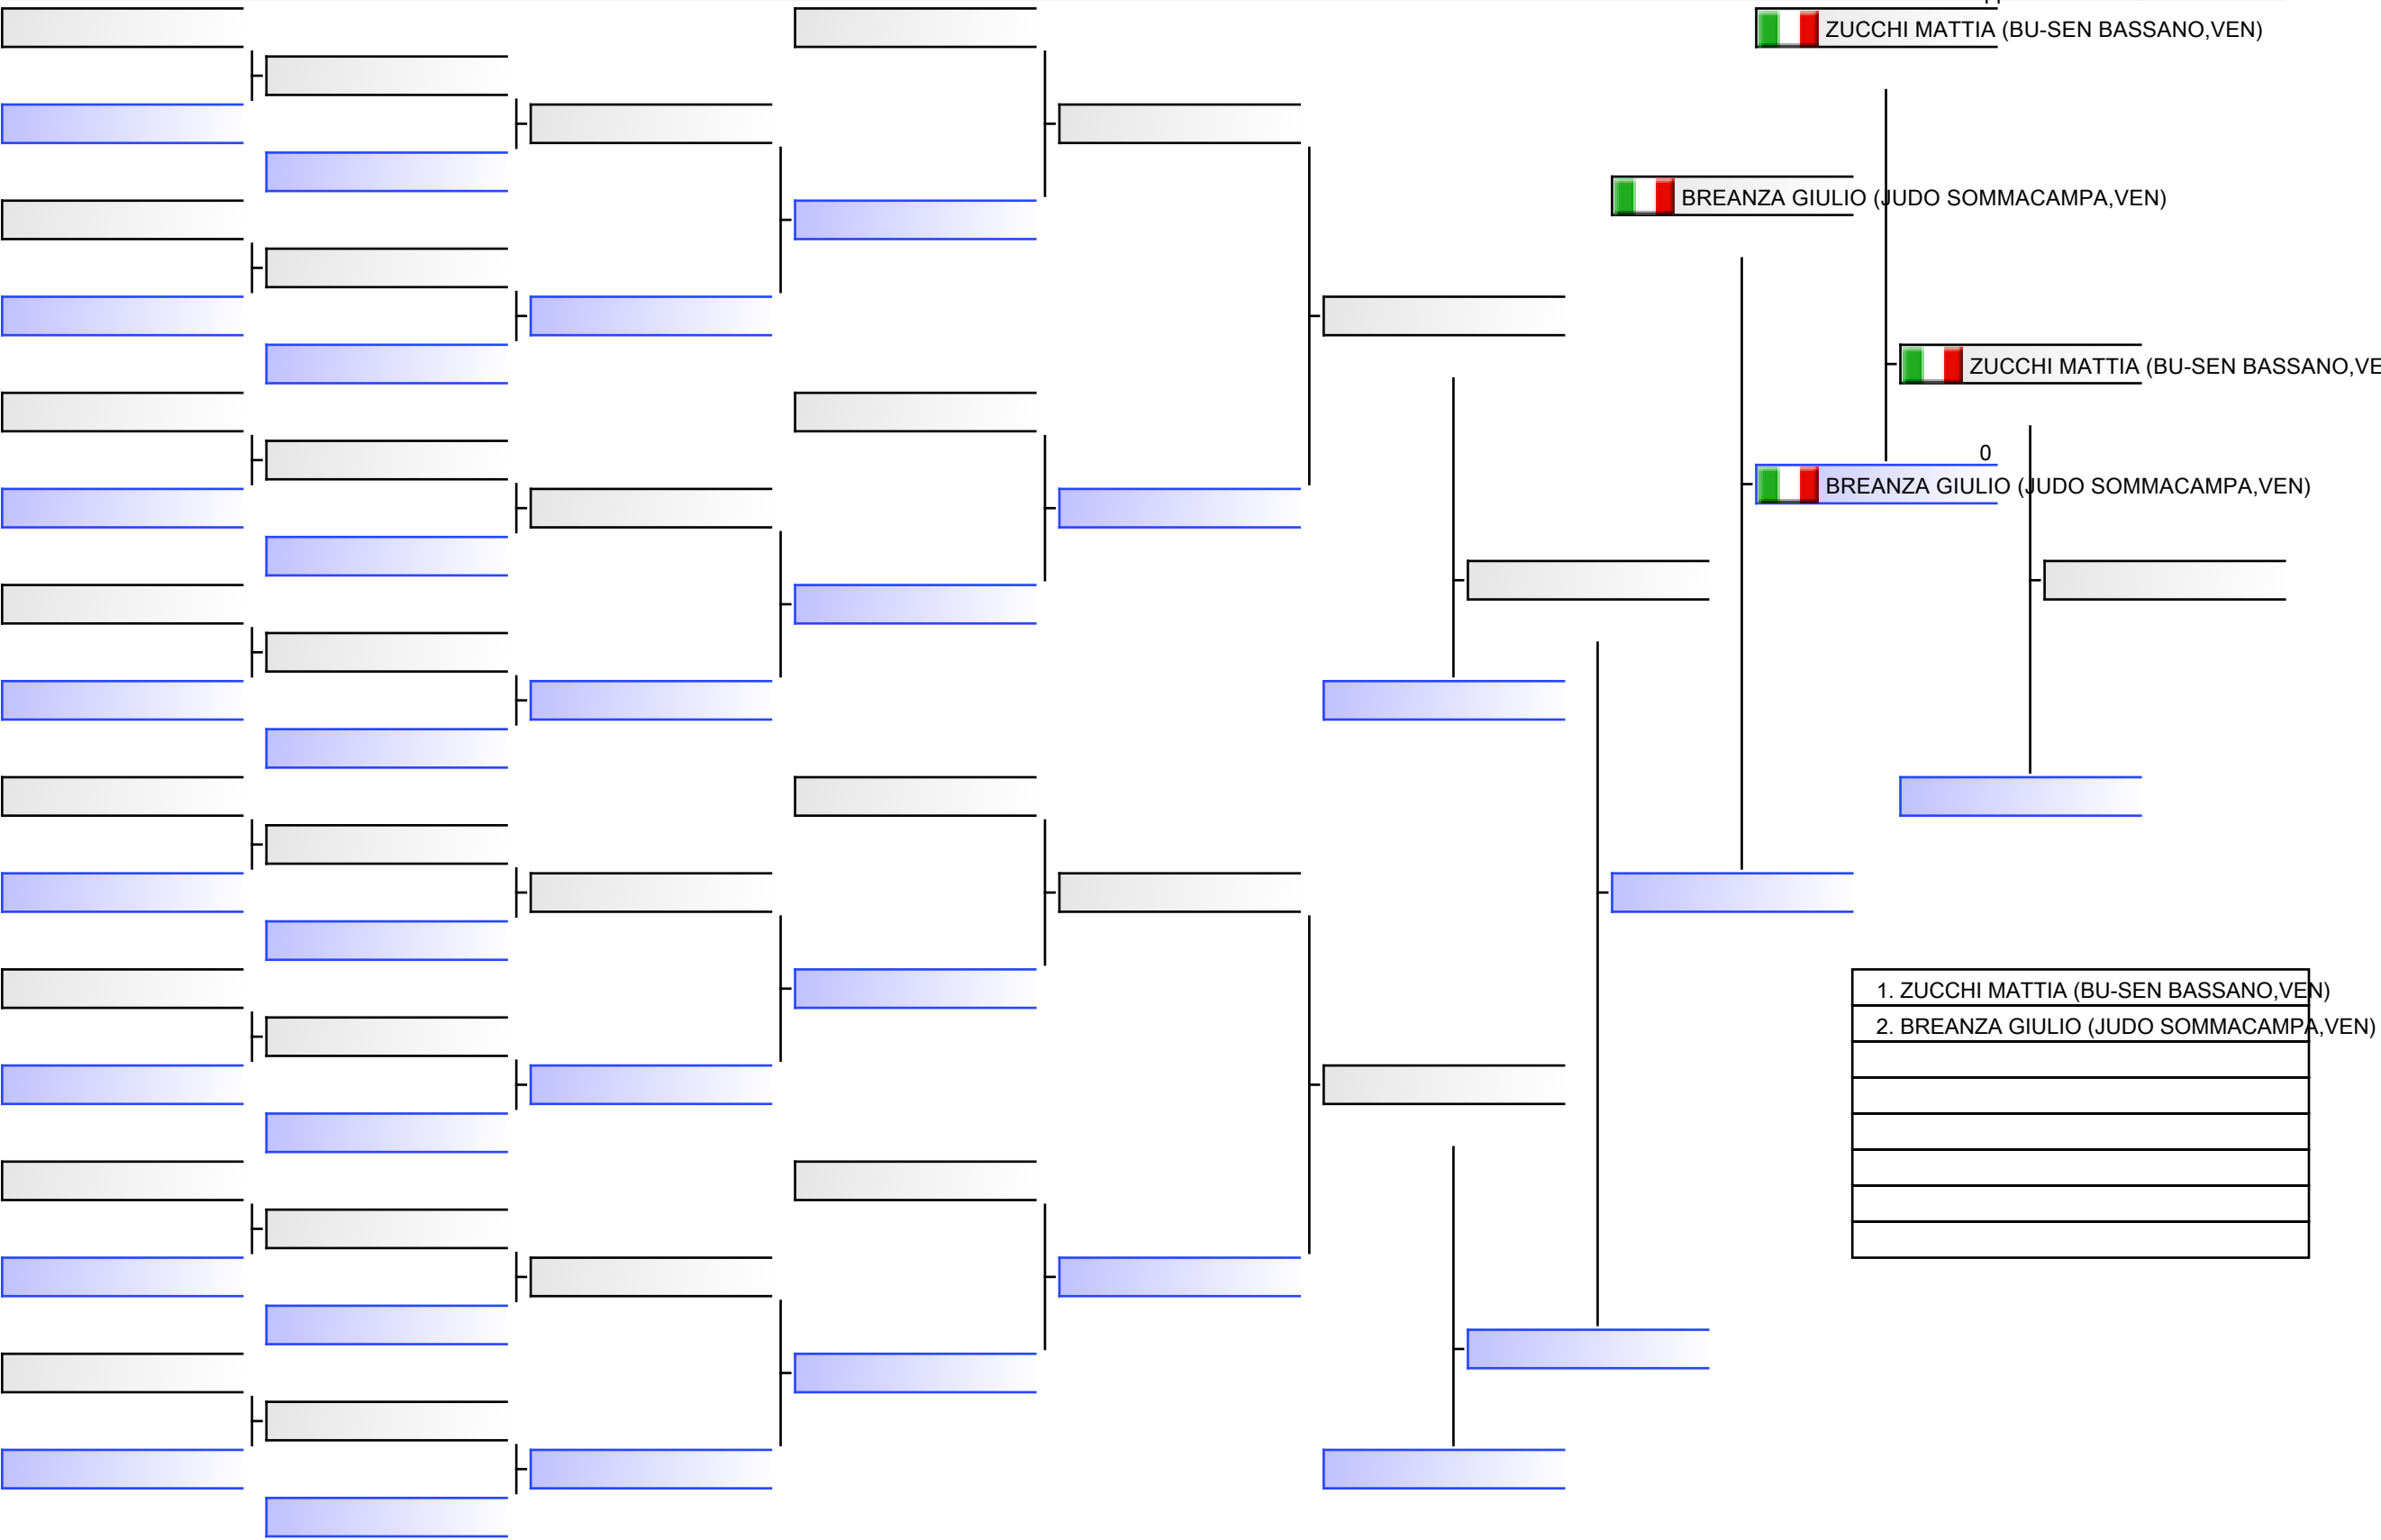 ZUCCHI MATTIA (BU-SEN BASSANO,VEN)
BREANZA GIULIO (JUDO SOMMACAMPA,VEN)
ZUCCHI MATTIA (BU-SEN BASSANO,VE
0
BREANZA GIULIO (JUDO SOMMACAMPA,VEN)
1. ZUCCHI MATTIA (BU-SEN BASSANO,VEN)
2. BREANZA GIULIO (JUDO SOMMACAMPA,VEN)